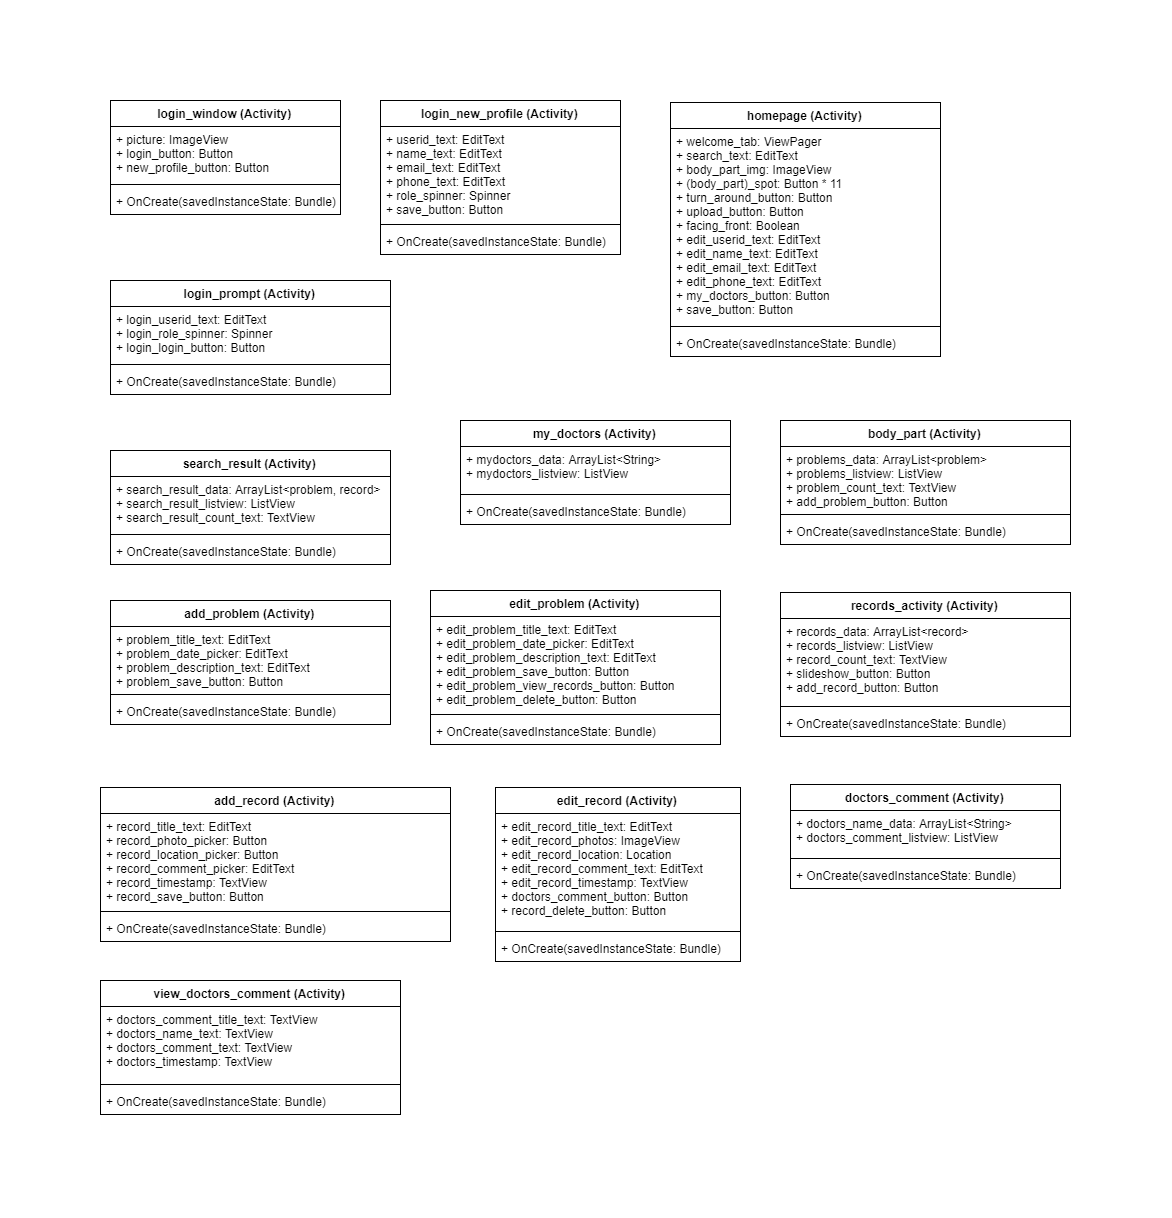 login_window (Activity)
+ picture: ImageView
+ login_button: Button
+ new_profile_button: Button
+ OnCreate(savedInstanceState: Bundle)
login_new_profile (Activity)
+ userid_text: EditText
+ name_text: EditText
+ email_text: EditText
+ phone_text: EditText
+ role_spinner: Spinner
+ save_button: Button
+ OnCreate(savedInstanceState: Bundle)
homepage (Activity)
+ welcome_tab: ViewPager
+ search_text: EditText
+ body_part_img: ImageView
+ (body_part)_spot: Button * 11
+ turn_around_button: Button
+ upload_button: Button
+ facing_front: Boolean
+ edit_userid_text: EditText
+ edit_name_text: EditText
+ edit_email_text: EditText
+ edit_phone_text: EditText
+ my_doctors_button: Button
+ save_button: Button
+ OnCreate(savedInstanceState: Bundle)
login_prompt (Activity)
+ login_userid_text: EditText
+ login_role_spinner: Spinner
+ login_login_button: Button
+ OnCreate(savedInstanceState: Bundle)
search_result (Activity)
+ search_result_data: ArrayList<problem, record>
+ search_result_listview: ListView
+ search_result_count_text: TextView
+ OnCreate(savedInstanceState: Bundle)
my_doctors (Activity)
+ mydoctors_data: ArrayList<String>
+ mydoctors_listview: ListView
+ OnCreate(savedInstanceState: Bundle)
body_part (Activity)
+ problems_data: ArrayList<problem>
+ problems_listview: ListView
+ problem_count_text: TextView
+ add_problem_button: Button
+ OnCreate(savedInstanceState: Bundle)
add_problem (Activity)
+ problem_title_text: EditText
+ problem_date_picker: EditText
+ problem_description_text: EditText
+ problem_save_button: Button
+ OnCreate(savedInstanceState: Bundle)
edit_problem (Activity)
+ edit_problem_title_text: EditText
+ edit_problem_date_picker: EditText
+ edit_problem_description_text: EditText
+ edit_problem_save_button: Button
+ edit_problem_view_records_button: Button
+ edit_problem_delete_button: Button
+ OnCreate(savedInstanceState: Bundle)
records_activity (Activity)
+ records_data: ArrayList<record>
+ records_listview: ListView
+ record_count_text: TextView
+ slideshow_button: Button
+ add_record_button: Button
+ OnCreate(savedInstanceState: Bundle)
add_record (Activity)
+ record_title_text: EditText
+ record_photo_picker: Button
+ record_location_picker: Button
+ record_comment_picker: EditText
+ record_timestamp: TextView
+ record_save_button: Button
+ OnCreate(savedInstanceState: Bundle)
edit_record (Activity)
+ edit_record_title_text: EditText
+ edit_record_photos: ImageView
+ edit_record_location: Location
+ edit_record_comment_text: EditText
+ edit_record_timestamp: TextView
+ doctors_comment_button: Button
+ record_delete_button: Button
+ OnCreate(savedInstanceState: Bundle)
doctors_comment (Activity)
+ doctors_name_data: ArrayList<String>
+ doctors_comment_listview: ListView
+ OnCreate(savedInstanceState: Bundle)
view_doctors_comment (Activity)
+ doctors_comment_title_text: TextView
+ doctors_name_text: TextView
+ doctors_comment_text: TextView
+ doctors_timestamp: TextView
+ OnCreate(savedInstanceState: Bundle)